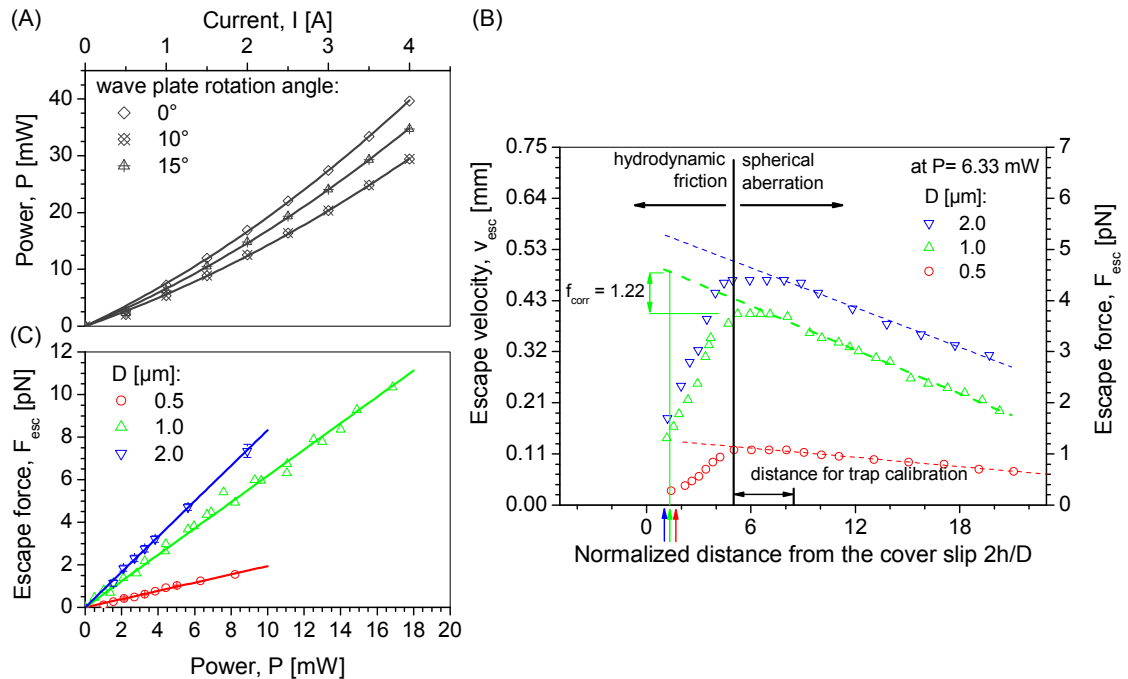 (A)
Current, I [A]
0 1 2 3 4
wave plate rotation angle:
0°
10°
15°
Power, P [mW]
40
30
20
10
0
(B)
hydrodynamic
friction
spherical
aberration
at P= 6.33 mW
D [µm]:
2.0
1.0
0.5
f_corr = 1.22
distance for trap calibration
Escape velocity, v_esc [mm]
0.75
0.64
0.53
0.43
0.32
0.21
0.11
0.00
Escape force, F_esc [pN]
7
6
5
4
3
2
1
0
0 6 12 18
Normalized distance from the cover slip 2h/D
(C)
D [µm]:
0.5
1.0
2.0
Escape force, F_esc [pN]
12
10
8
6
4
2
0
0 2 4 6 8 10 12 14 16 18 20
Power, P [mW]